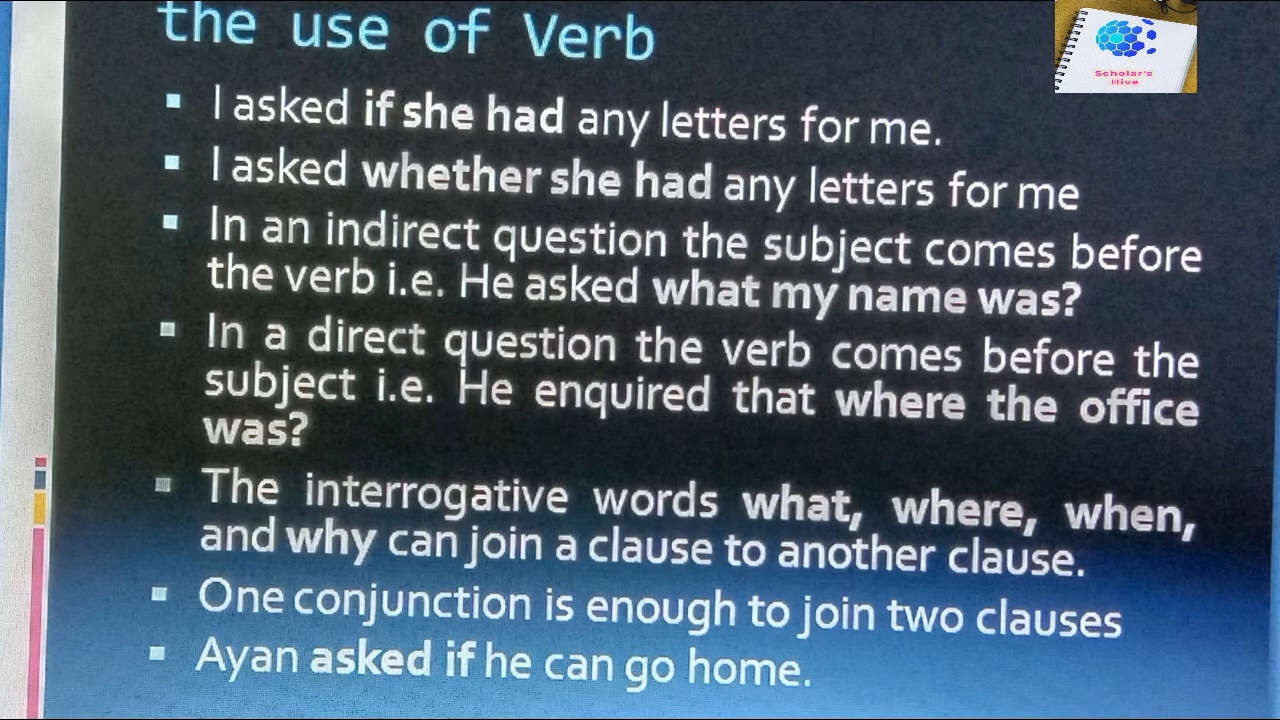 the use of Verb
Scholar's
Hive
▪ I asked if she had any letters for me.
▪ I asked whether she had any letters for me
▪ In an indirect question the subject comes before
the verb i.e. He asked what my name was?
▪ In a direct question the verb comes before the
subject i.e. He enquired that where the office
was?
▪ The interrogative words what, where, when,
and why can join a clause to another clause.
▪ One conjunction is enough to join two clauses
▪ Ayan asked if he can go home.